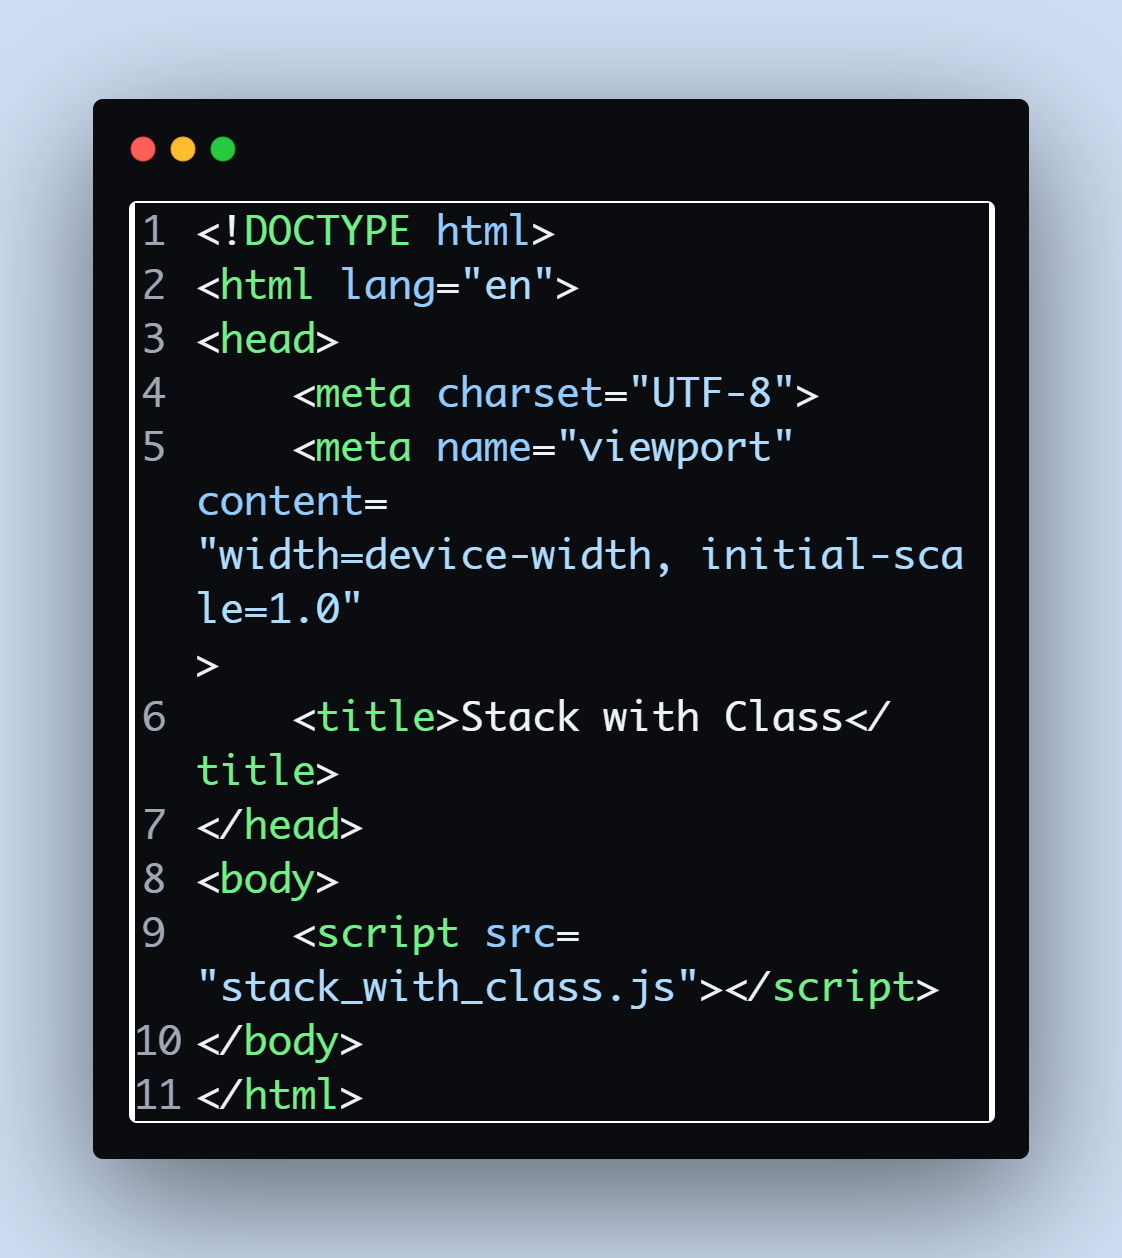 1 <!DOCTYPE html>
2 <html lang="en">
3 <head>
4     <meta charset="UTF-8">
5     <meta name="viewport"
content=
"width=device-width, initial-sca
le=1.0"
>
6     <title>Stack with Class</
title>
7 </head>
8 <body>
9     <script src=
"stack_with_class.js"></script>
10 </body>
11 </html>